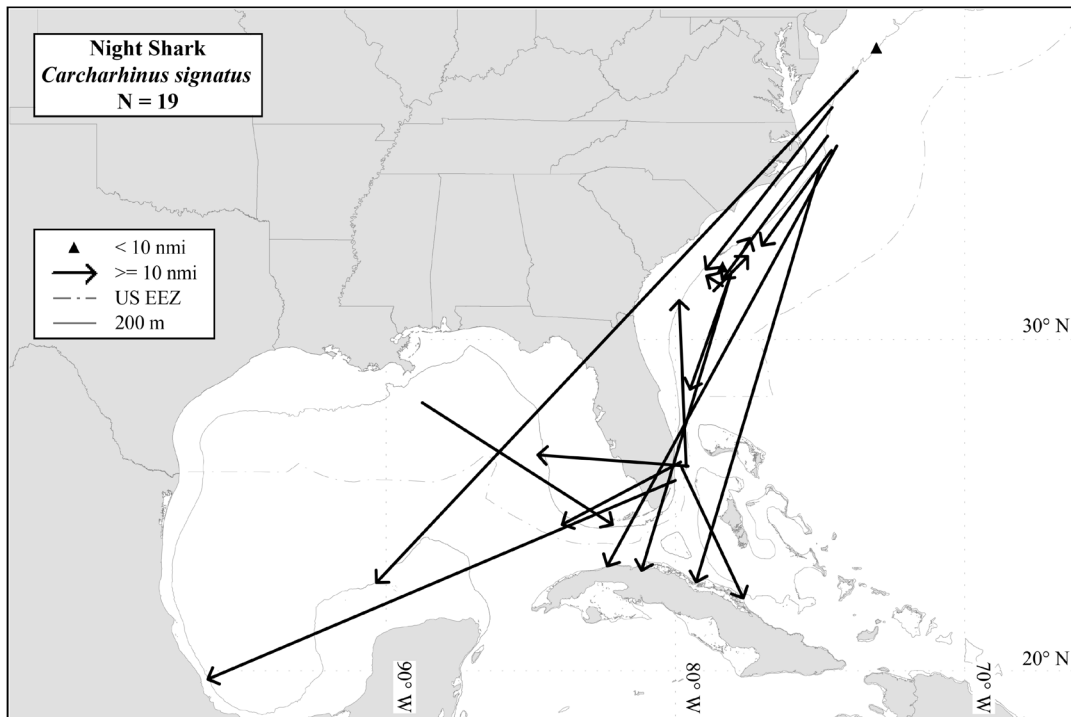 Night Shark
Carcharhinus signatus
N = 19
< 10 nmi
>= 10 nmi
US EEZ
200 m
30° N
20° N
90° W
80° W
70° W